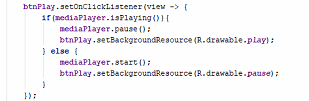 btnPlay.setOnClickListener(view -> {
    if(mediaPlayer.isPlaying()){
        mediaPlayer.pause();
        btnPlay.setBackgroundResource(R.drawable.play);
    } else {
        mediaPlayer.start();
        btnPlay.setBackgroundResource(R.drawable.pause);
    }
});